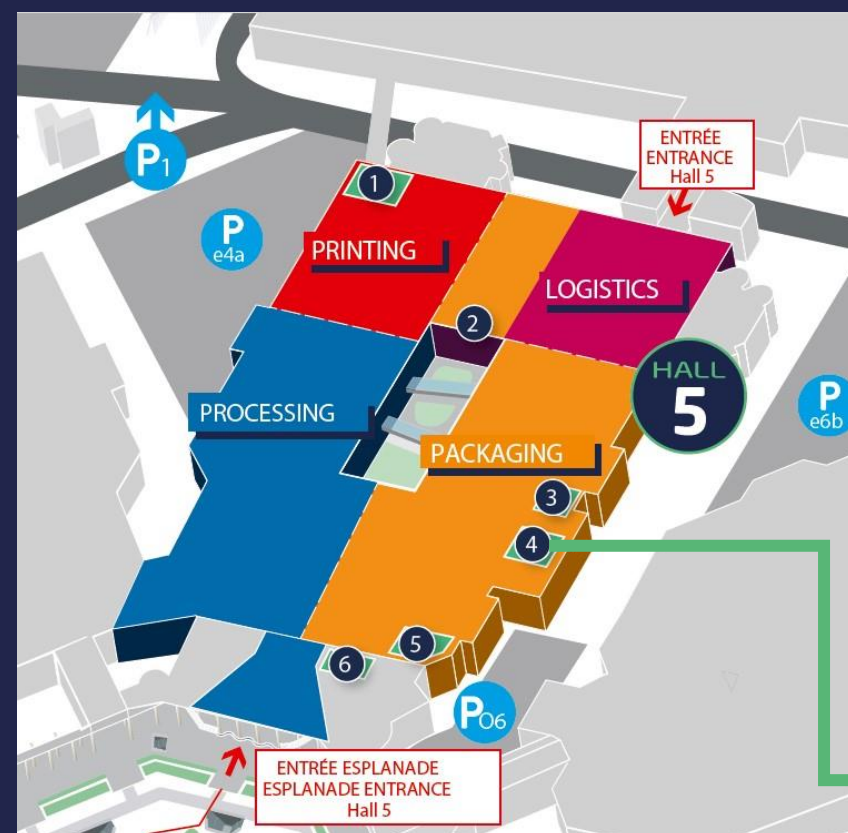 ENTRÉE
ENTRANCE
Hall 5
P1
1
P
e4a
PRINTING
LOGISTICS
2
HALL
5
P
e6b
PROCESSING
PACKAGING
3
4
5
6
PO6
ENTRÉE ESPLANADE
ESPLANADE ENTRANCE
Hall 5